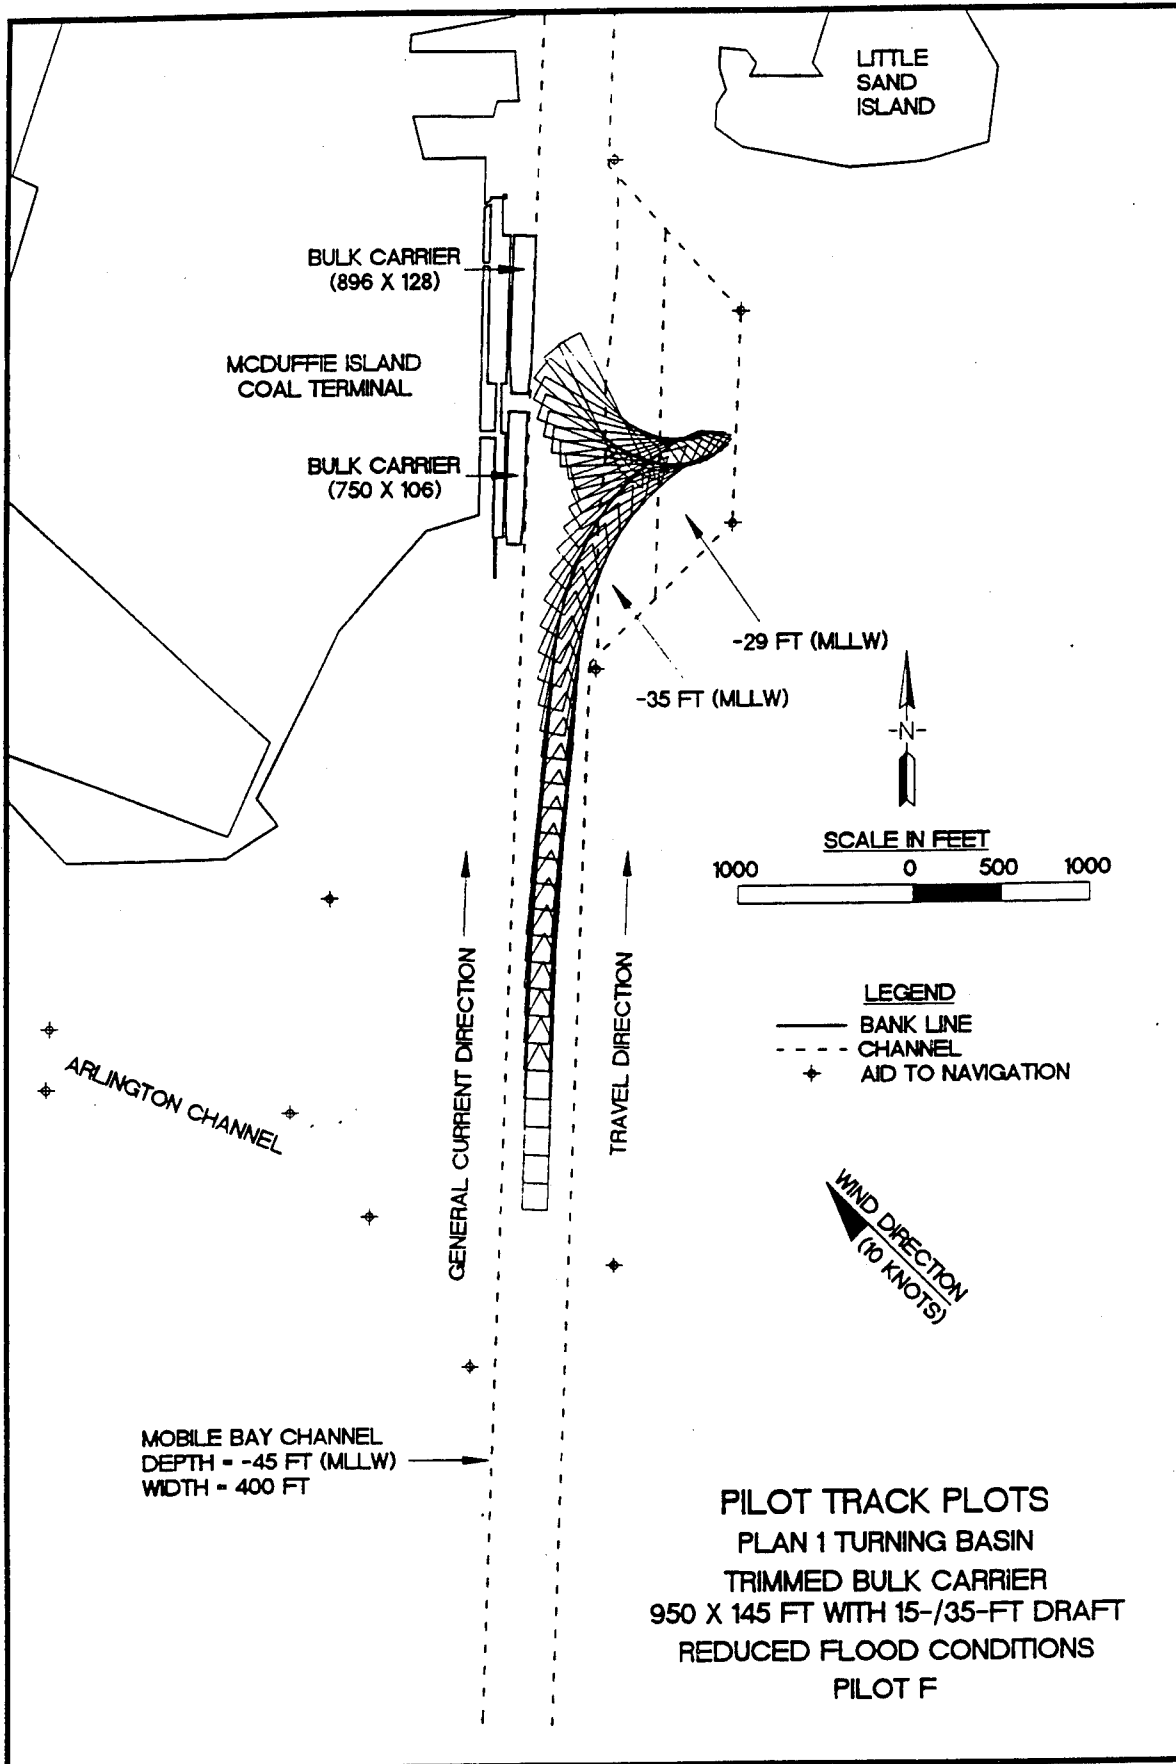 LITTLE
SAND
ISLAND
BULK CARRIER
(896 X 128)
MCDUFFIE ISLAND
COAL TERMINAL
BULK CARRIER
(750 X 106)
-29 FT (MLLW)
-35 FT (MLLW)
-N-
SCALE IN FEET
1000 0 500 1000
GENERAL CURRENT DIRECTION
TRAVEL DIRECTION
LEGEND
BANK LINE
CHANNEL
AID TO NAVIGATION
ARLINGTON CHANNEL
WIND DIRECTION
(10 KNOTS)
MOBILE BAY CHANNEL
DEPTH = -45 FT (MLLW)
WIDTH = 400 FT
PILOT TRACK PLOTS
PLAN 1 TURNING BASIN
TRIMMED BULK CARRIER
950 X 145 FT WITH 15-/35-FT DRAFT
REDUCED FLOOD CONDITIONS
PILOT F